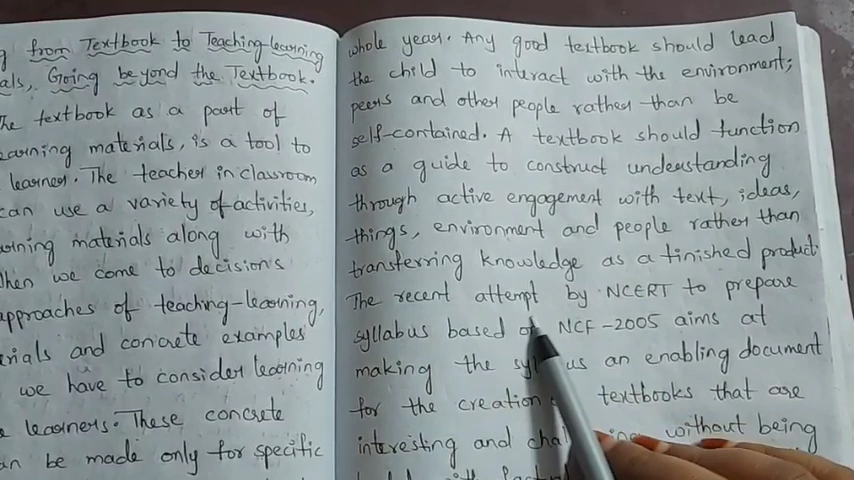 from Textbook to Teaching-learning
als, Going beyond the Textbook.
The textbook as a part of
earning materials, is a tool to
learner. The teacher in classroom
can use a variety of activities,
rning materials along with
hen we come to decisions
approaches of teaching-learning,
rials and concrete examples
we have to consider learning
learners. These concrete
an be made only for specific
whole year. Any good textbook should lead
the child to interact with the environment;
peers and other people rather than be
self-contained. A textbook should function
as a guide to construct understanding
through active engagement with text, ideas,
things, environment and people rather than
transferring knowledge as a finished product.
The recent attempt by NCERT to prepare
syllabus based on NCF-2005 aims at
making the syl us an enabling document
for the creation textbooks that are
interesting and chal without being